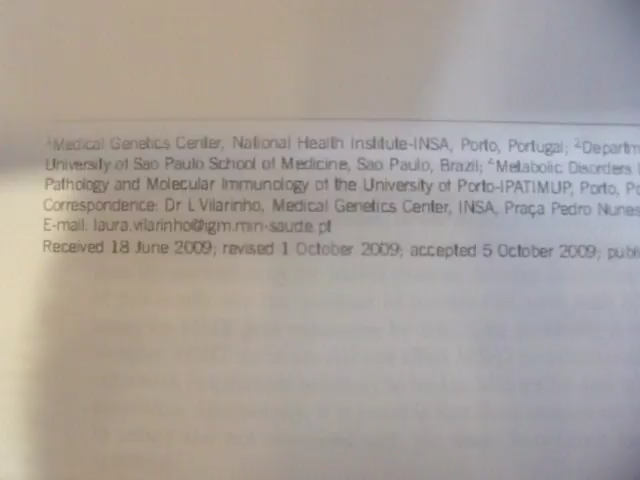 ¹Medical Genetics Center, National Health Institute-INSA, Porto, Portugal; ²Departm
University of Sao Paulo School of Medicine, Sao Paulo, Brazil; ⁴Metabolic Disorders
Pathology and Molecular Immunology of the University of Porto-IPATIMUP, Porto, Po
Correspondence: Dr L Vilarinho, Medical Genetics Center, INSA, Praça Pedro Nunes
E-mail. laura.vilarinho@igm.min-saude.pt
Received 18 June 2009; revised 1 October 2009; accepted 5 October 2009; publi